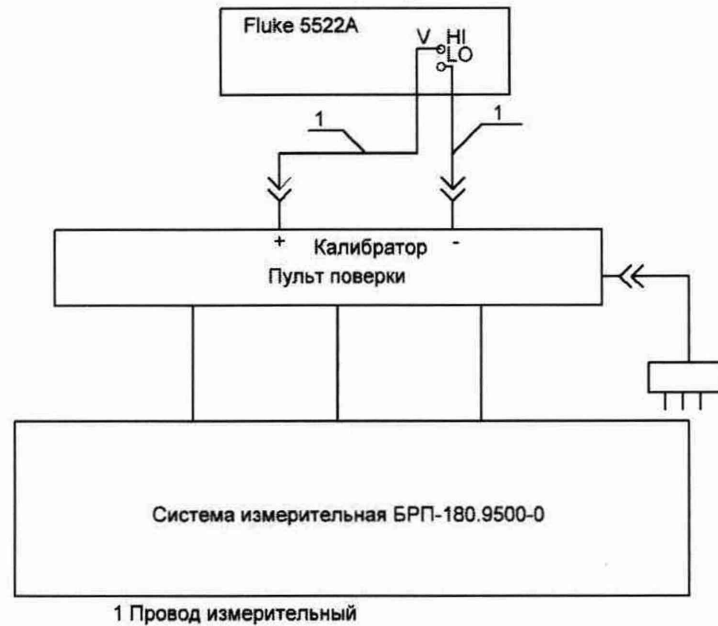 Fluke 5522A
V HI
LO
1
1
+ Калибратор -
Пульт поверки
Система измерительная БРП-180.9500-0
1 Провод измерительный